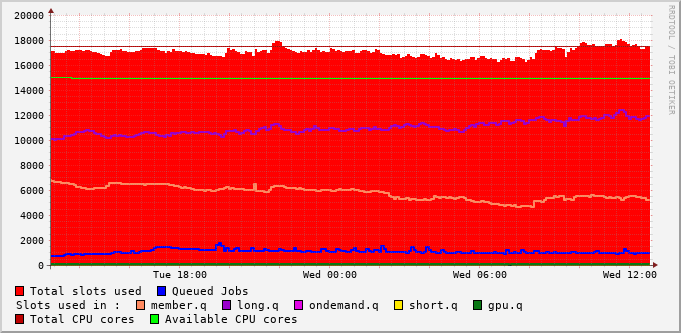 20000
18000
16000
14000
12000
10000
8000
6000
4000
2000
0
Tue 18:00 Wed 00:00 Wed 06:00 Wed 12:00
RRDTOOL / TOBI OETIKER
Total slots used Queued Jobs
Slots used in : member.q long.q ondemand.q short.q gpu.q
Total CPU cores Available CPU cores